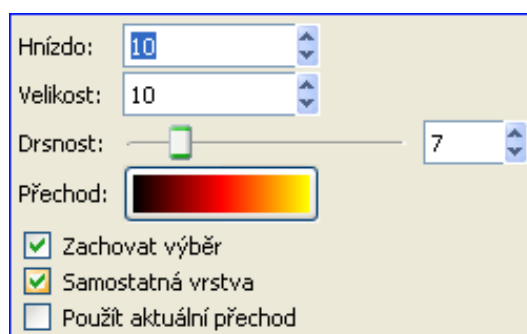 Hnízdo: 10
Velikost: 10
Drsnost: 7
Přechod:
Zachovat výběr
Samostatná vrstva
Použít aktuální přechod